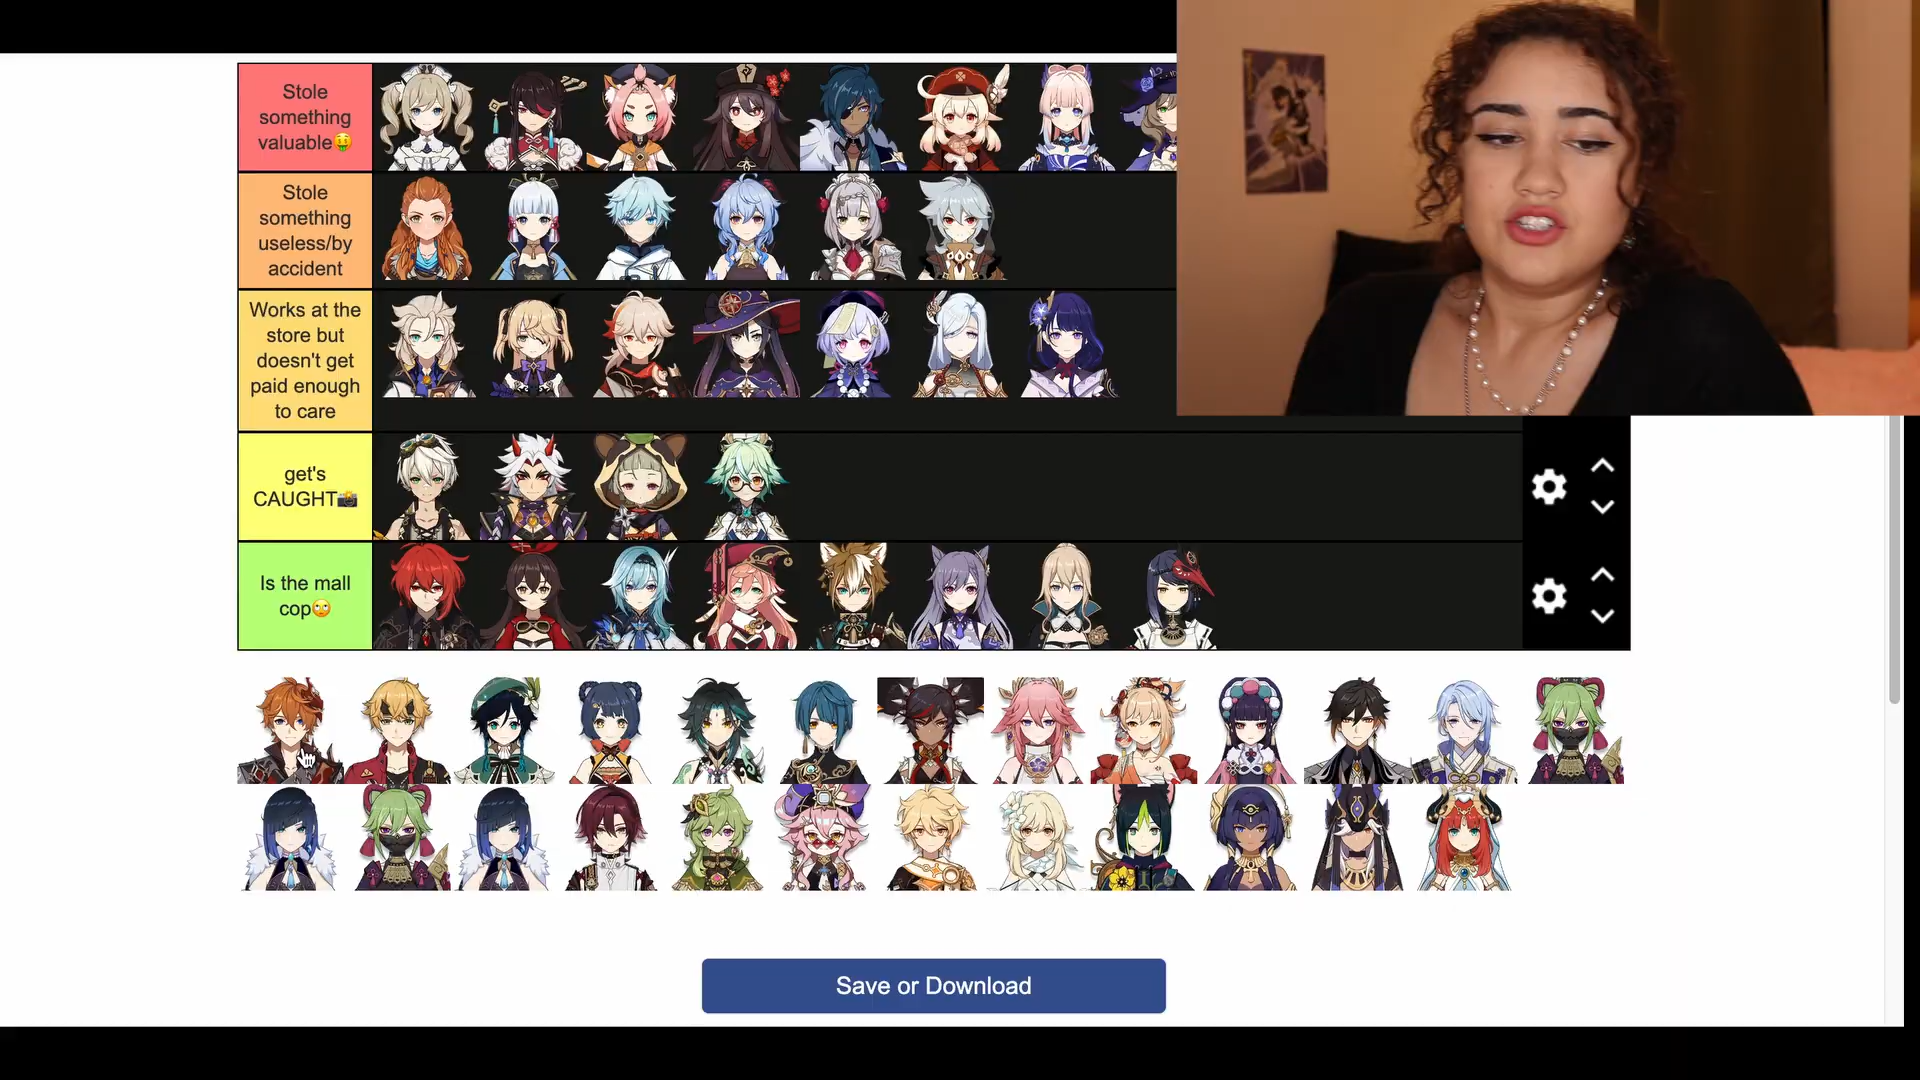 Stole
something
valuable🤑
Stole
something
useless/by
accident
Works at the
store but
doesn't get
paid enough
to care
get's
CAUGHT📸
Is the mall
cop🙄
Save or Download